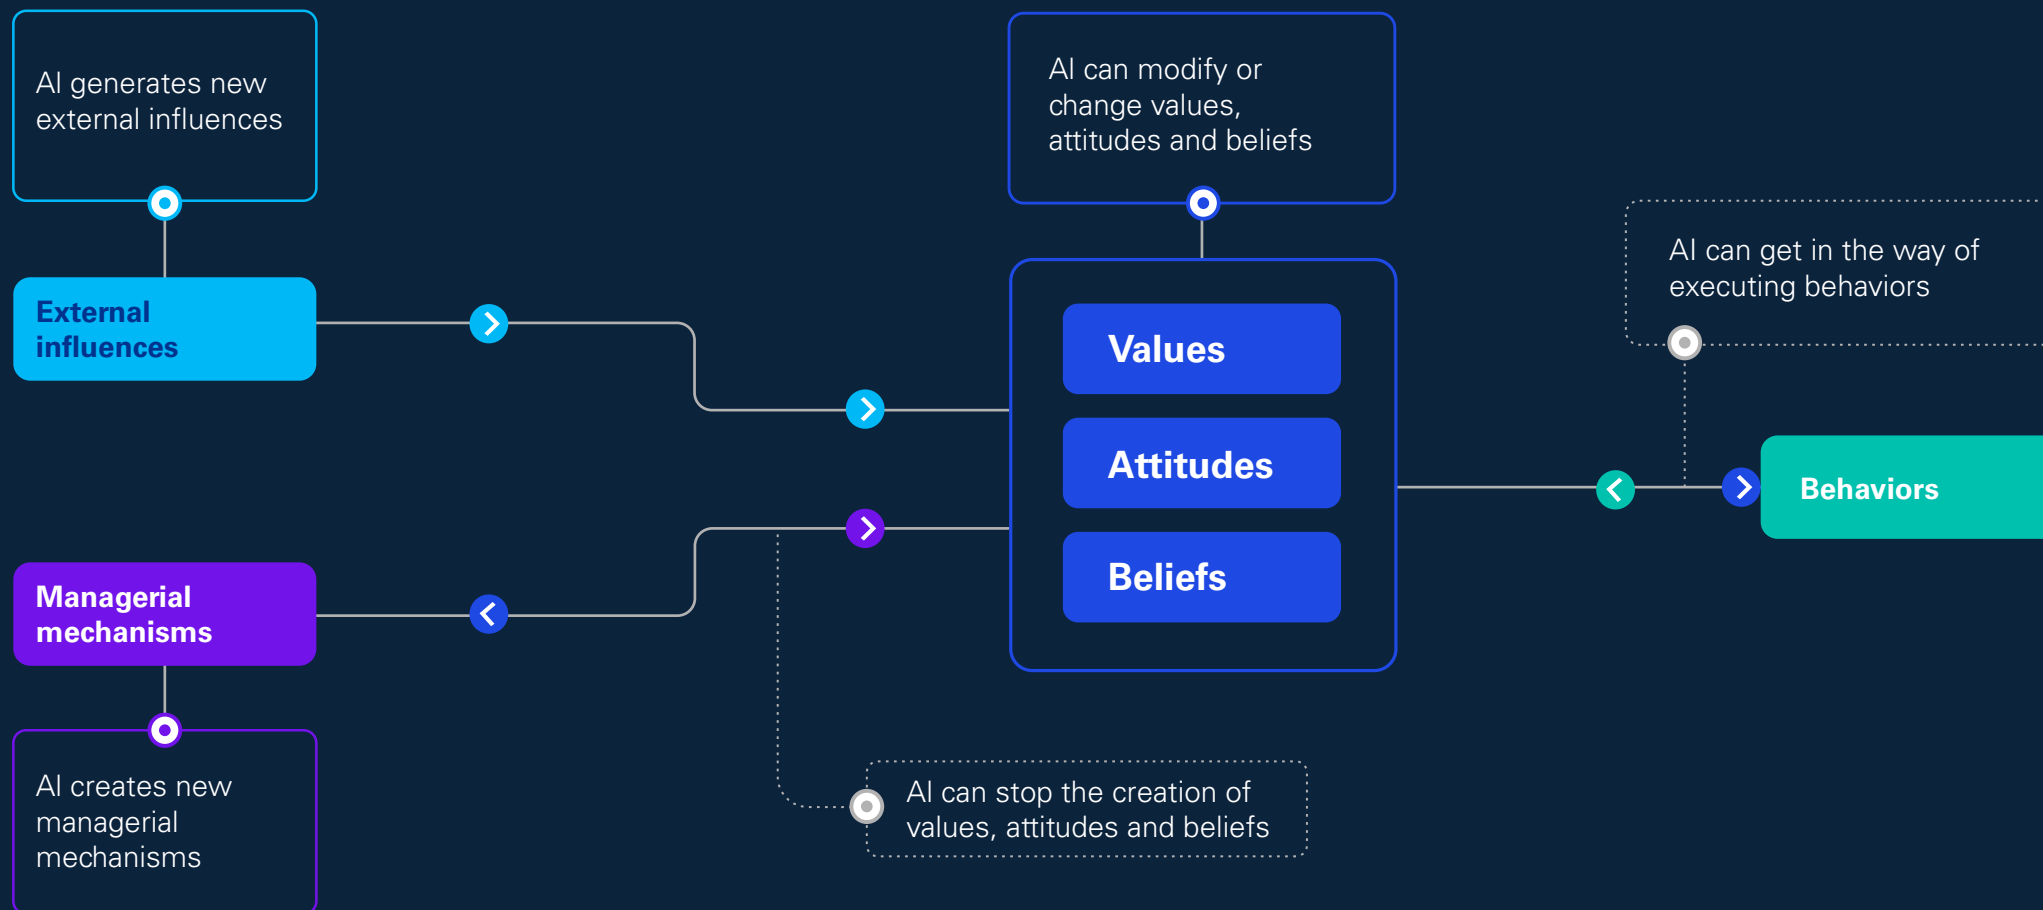 AI generates new
external influences
External
influences
Managerial
mechanisms
AI creates new
managerial
mechanisms
AI can modify or
change values,
attitudes and beliefs
Values
Attitudes
Beliefs
AI can stop the creation of
values, attitudes and beliefs
AI can get in the way of
executing behaviors
Behaviors